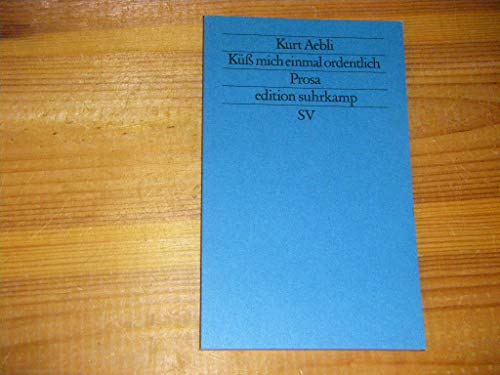 Kurt Aebli
Küß mich einmal ordentlich
Prosa
edition suhrkamp
SV